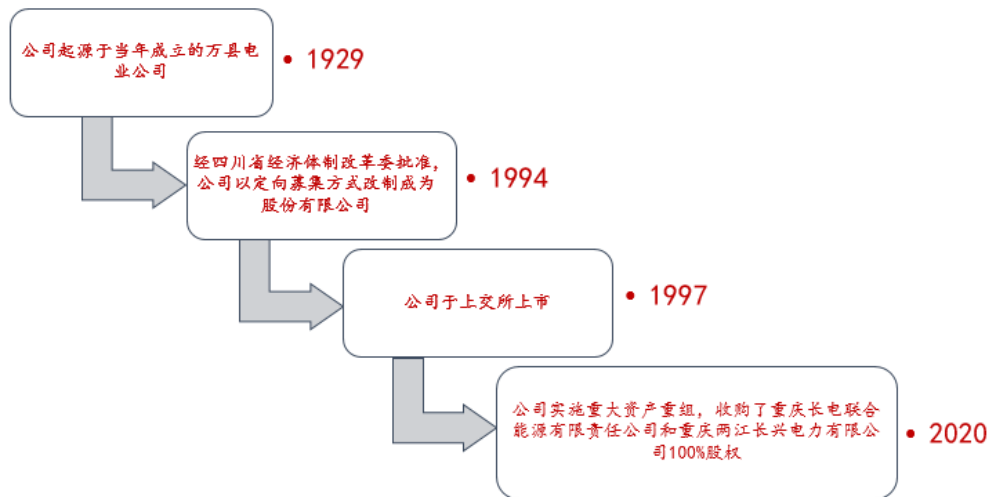 公司起源于当年成立的万县电
业公司
• 1929
经四川省经济体制改革委批准，
公司以定向募集方式改制成为
股份有限公司
• 1994
公司于上交所上市
• 1997
公司实施重大资产重组，收购了重庆长电联合
能源有限责任公司和重庆两江长兴电力有限公
司100%股权
• 2020